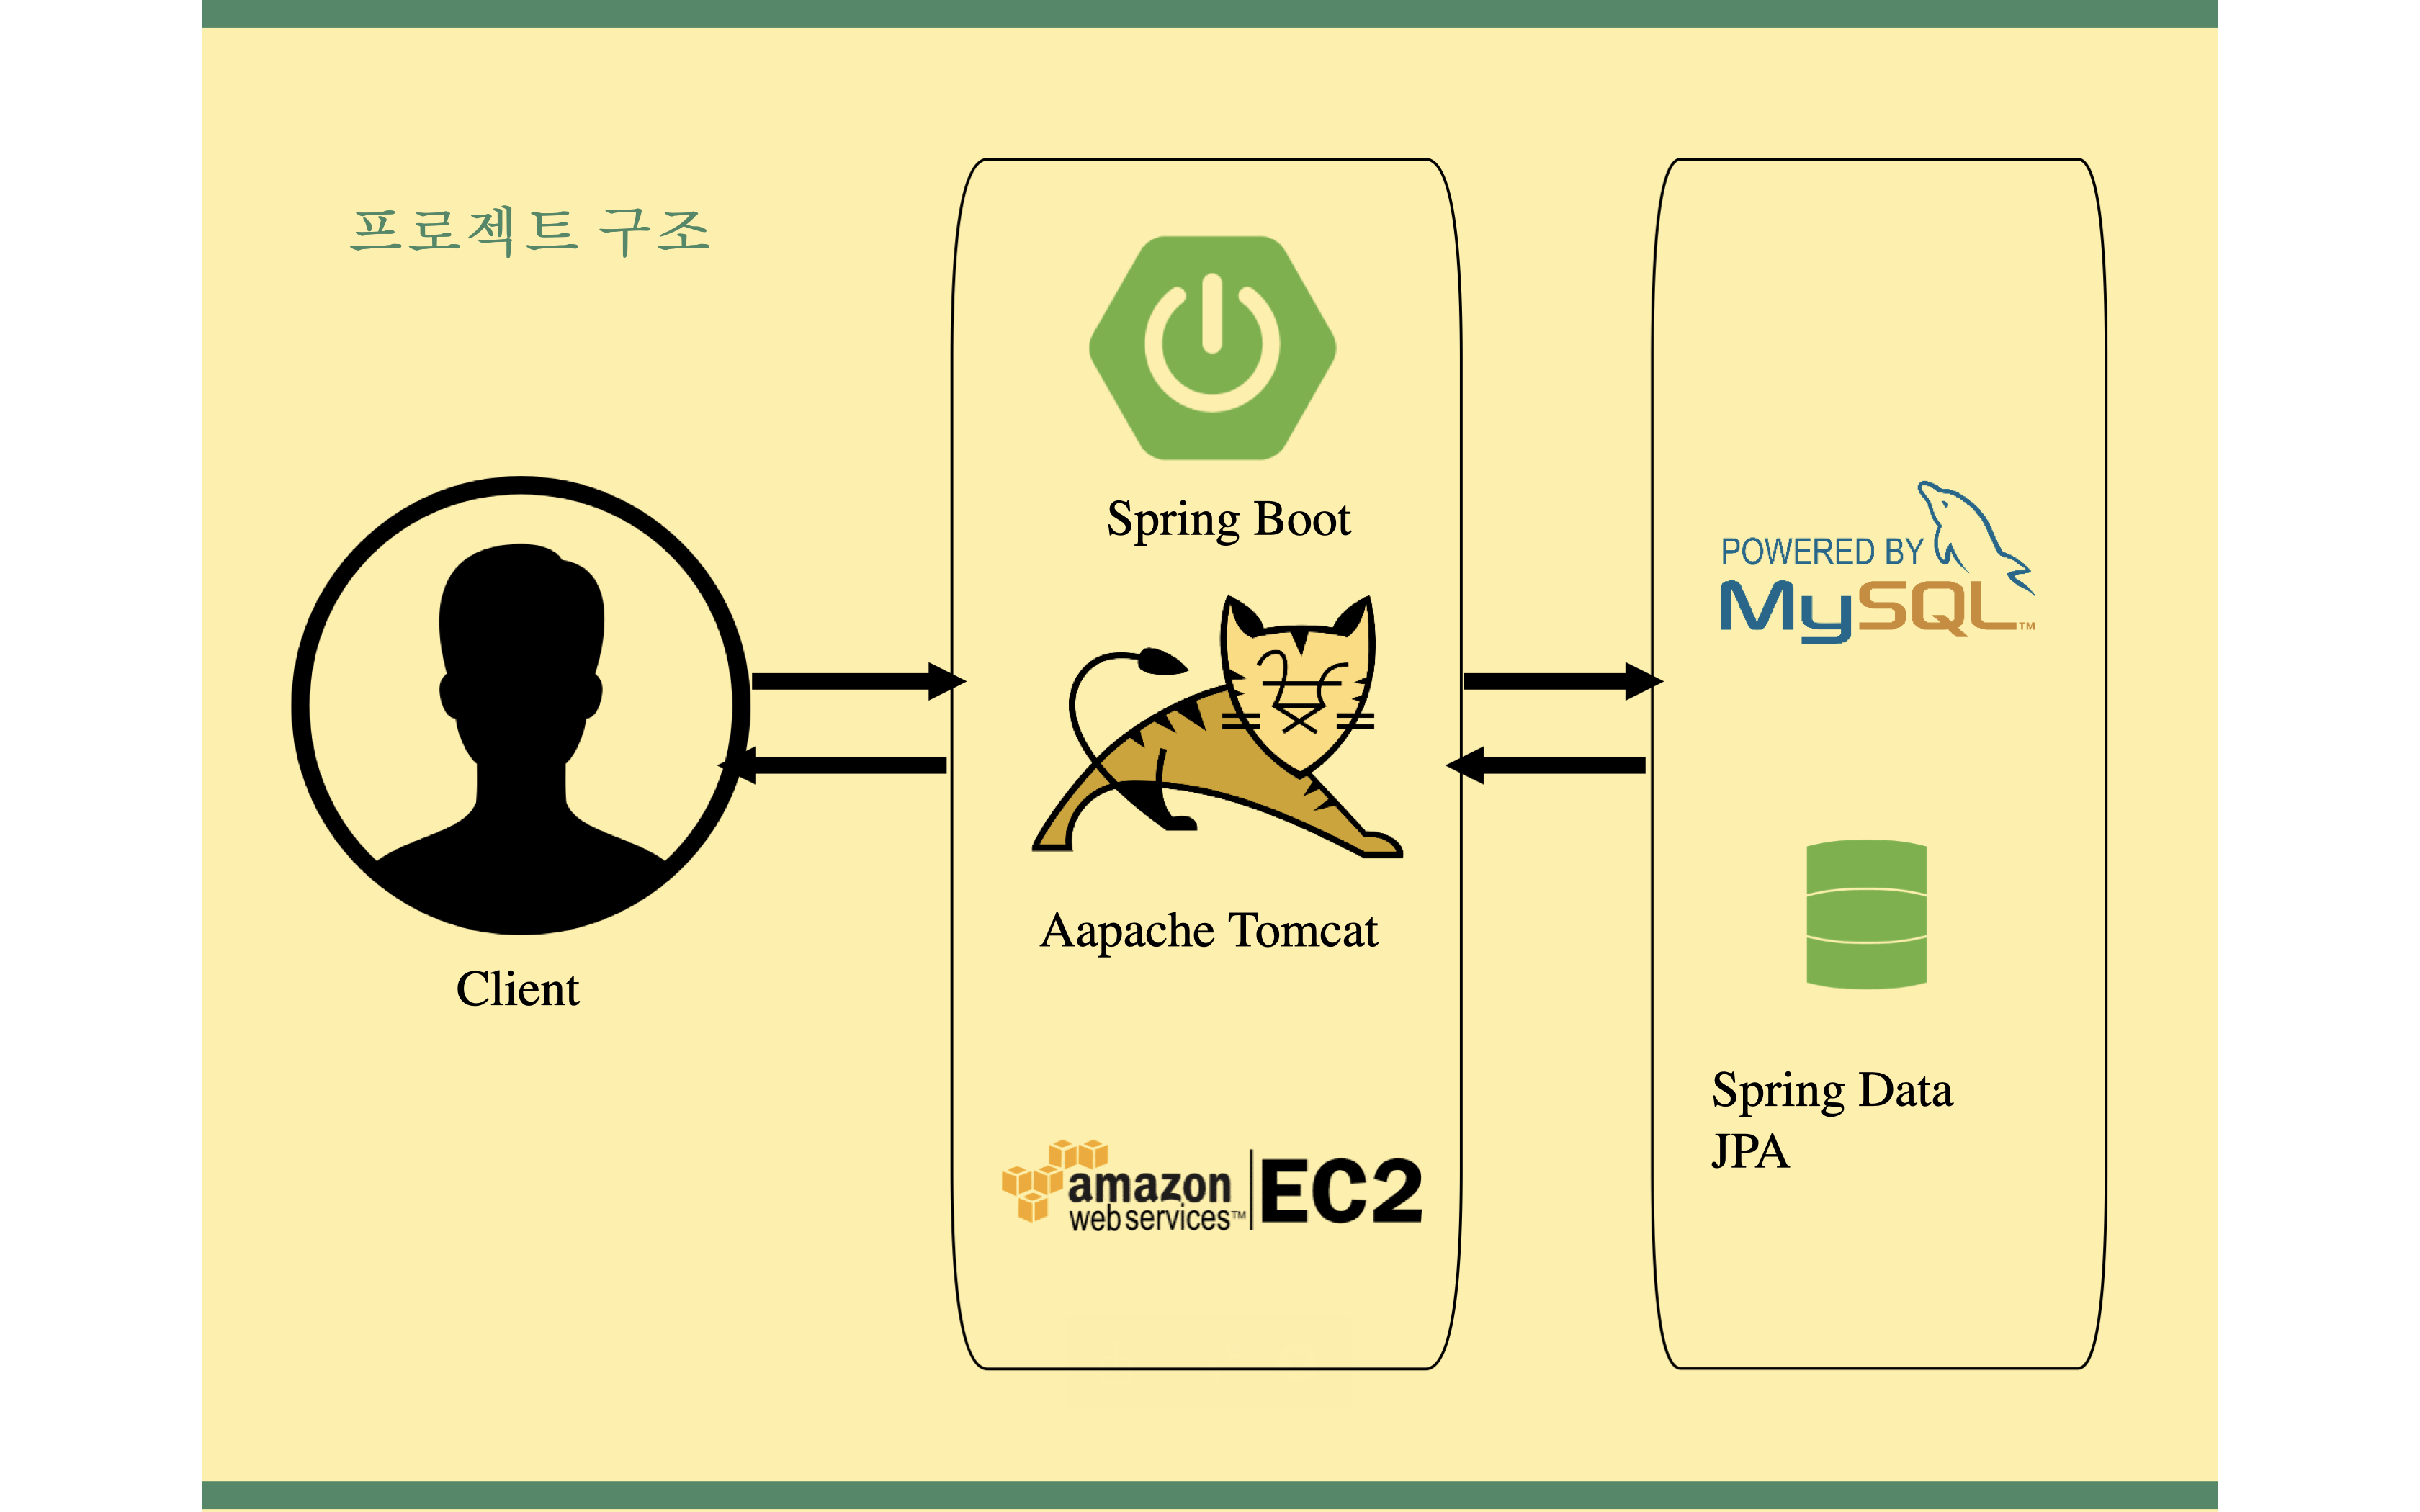 프로젝트 구조
Spring Boot
Aapache Tomcat
amazon
web services™
EC2
Client
POWERED BY
MySQL™
Spring Data
JPA